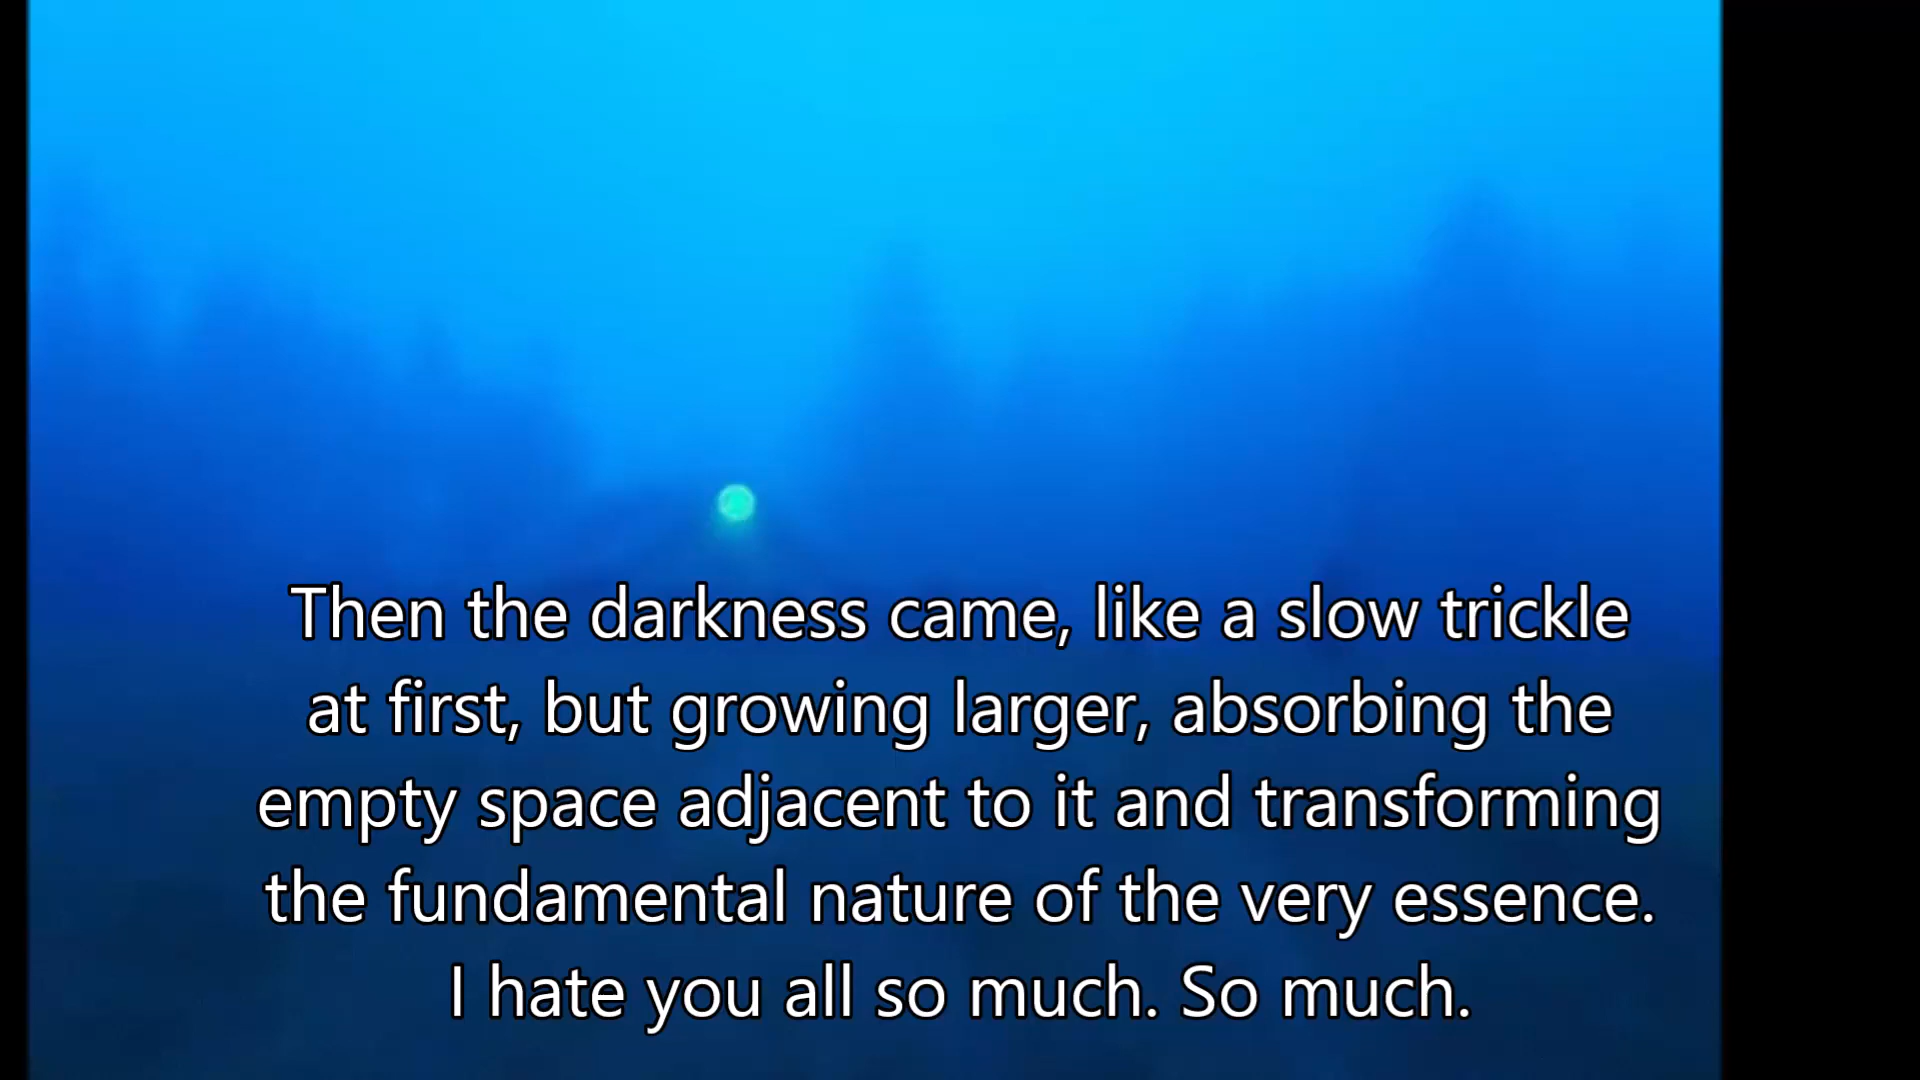 Then the darkness came, like a slow trickle
at first, but growing larger, absorbing the
empty space adjacent to it and transforming
the fundamental nature of the very essence.
I hate you all so much. So much.